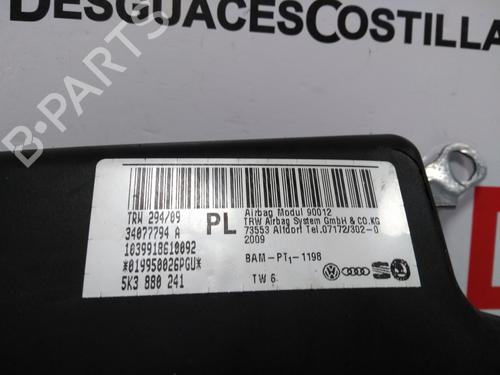 DESGUACESCOSTILLA
B-PARTS
TRW 294/09
34077794 A
1039918610092
*019950026PGU*
5K3 880 241
PL
Airbag Modul 90012
TRW Airbag System GmbH & CO.KG
73553 Alfdorf Tel.07172/302-0
2009
BAM-PT1-1198
TW 6